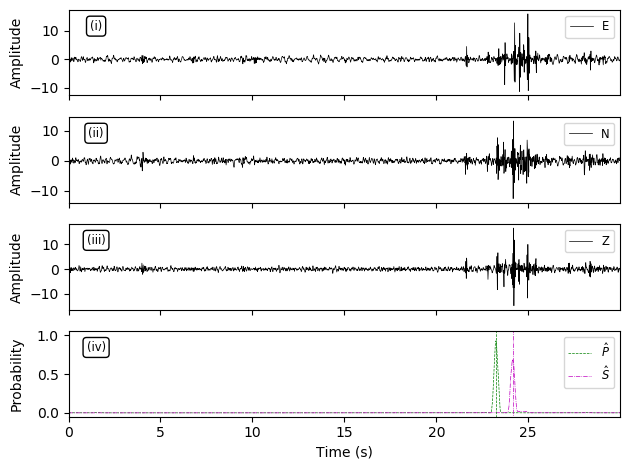 (i)
E
Amplitude
10
0
−10
(ii)
N
Amplitude
10
0
−10
(iii)
Z
Amplitude
10
0
−10
(iv)
P̂
Ŝ
Probability
1.0
0.5
0.0
0 5 10 15 20 25
Time (s)